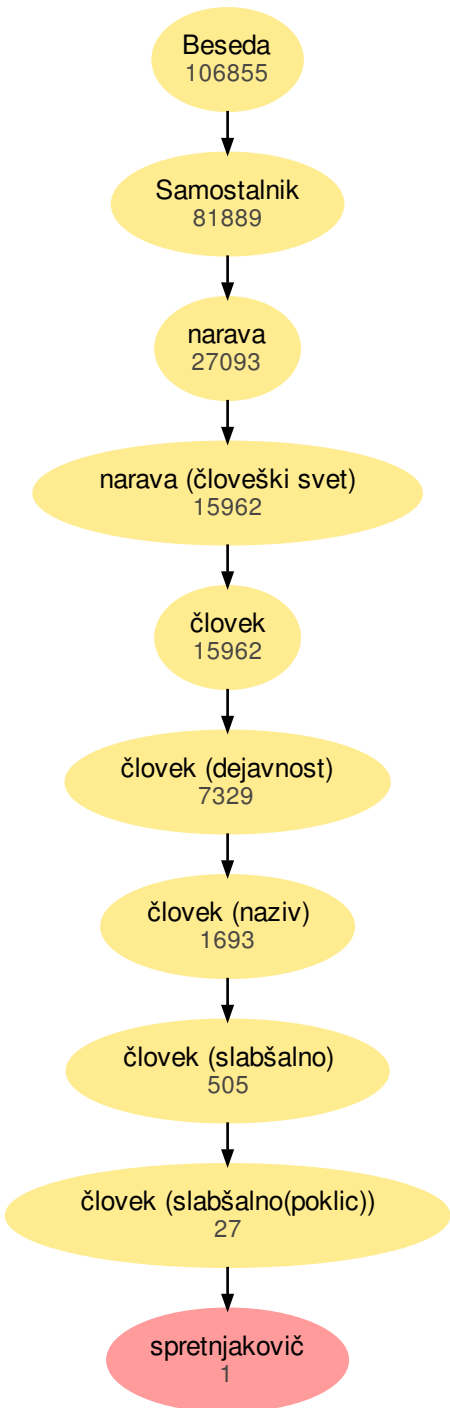 Beseda
106855
Samostalnik
81889
narava
27093
narava (človeški svet)
15962
človek
15962
človek (dejavnost)
7329
človek (naziv)
1693
človek (slabšalno)
505
človek (slabšalno(poklic))
27
spretnjakovič
1